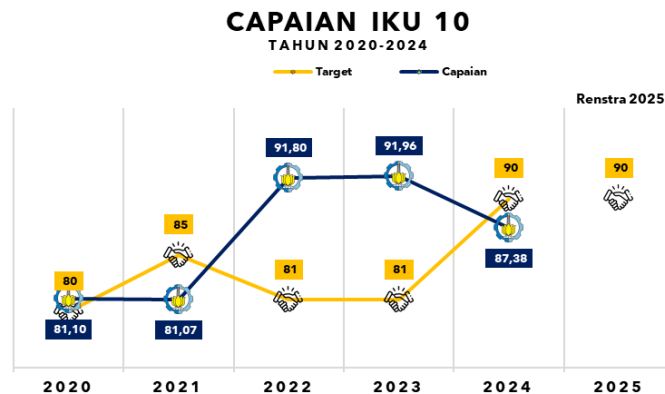 CAPAIAN IKU 10
TAHUN 2020-2024
Target Capaian
Renstra 2025
91,80 91,96
90 90
85
80 81 81
87,38
81,10 81,07
2020 2021 2022 2023 2024 2025